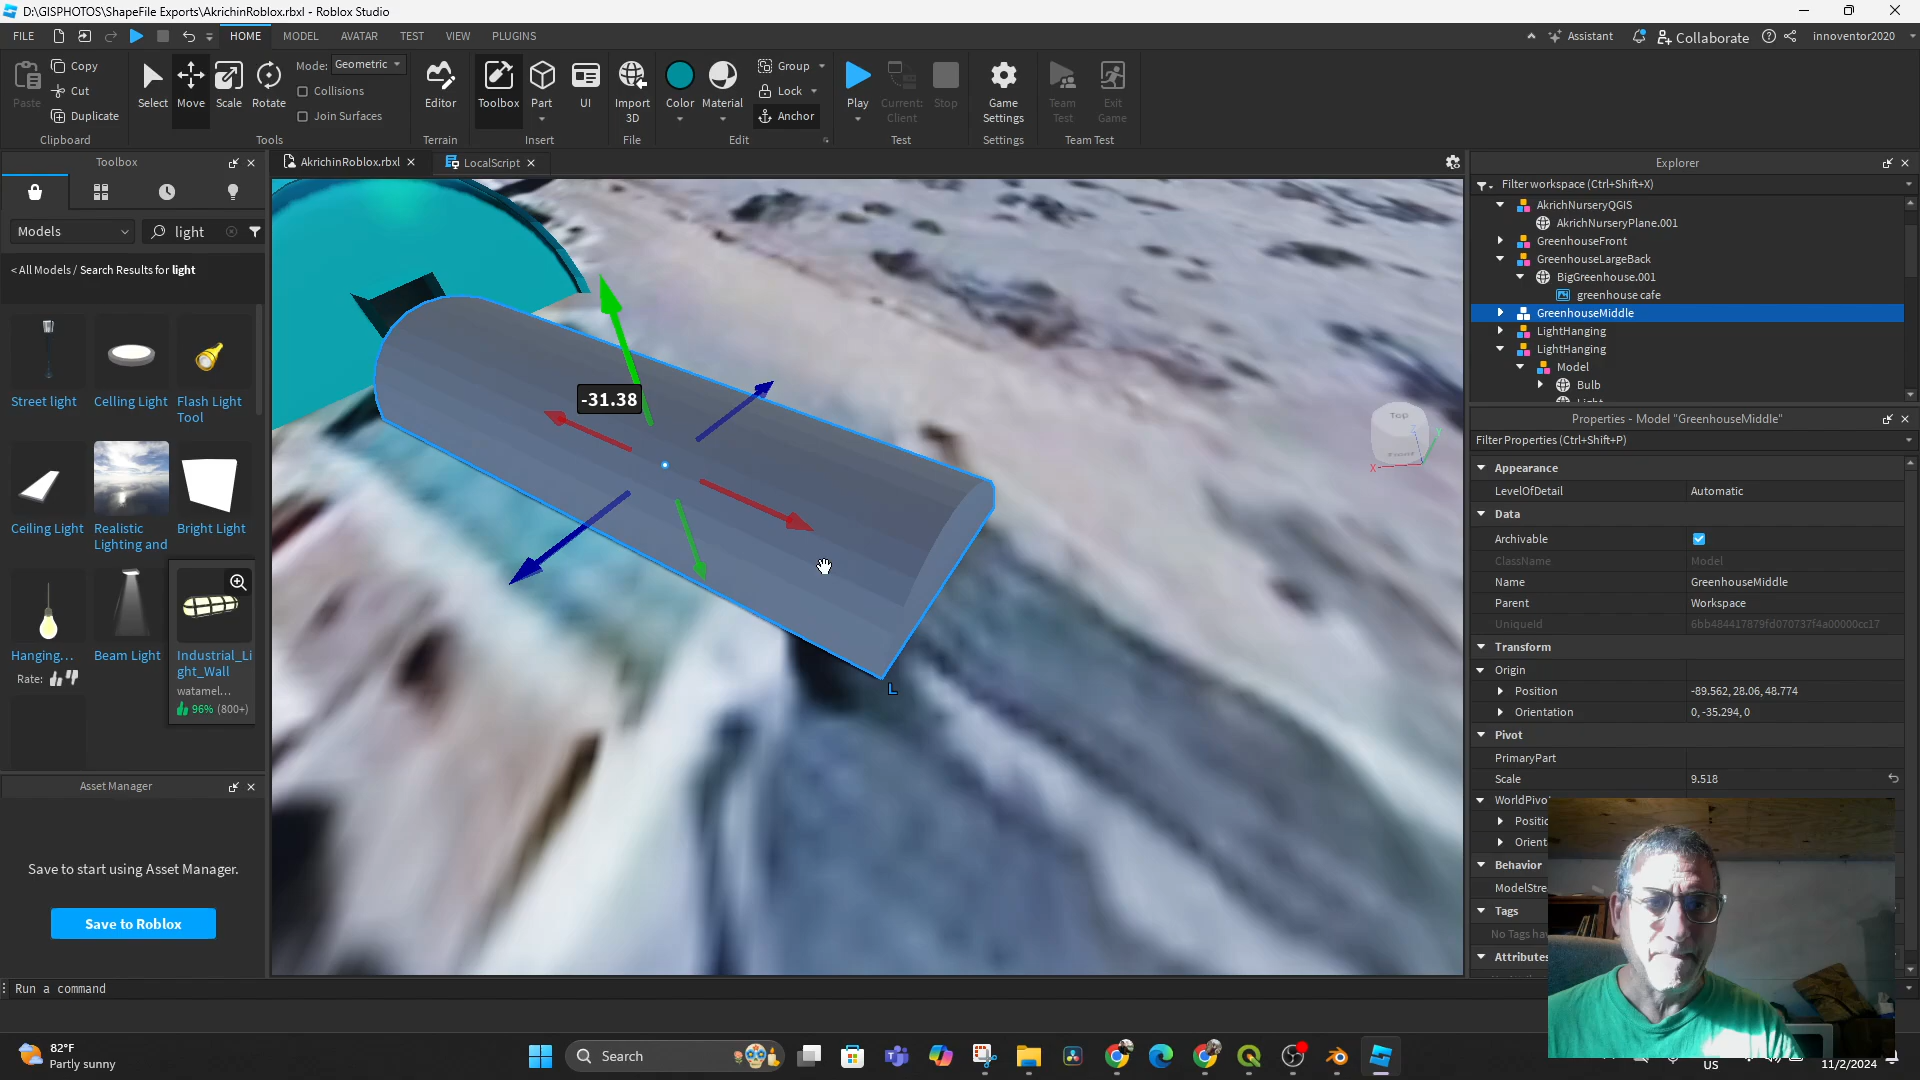 D:\GISPHOTOS\ShapeFile Exports\AkrichinRoblox.rbxl - Roblox Studio
FILE HOME MODEL AVATAR TEST VIEW PLUGINS Assistant Collaborate innoventor2020
Paste Copy Cut Duplicate Clipboard
Select Move Scale Rotate Mode: Geometric Collisions Join Surfaces Tools
Editor Terrain
Toolbox Part UI Insert
Import 3D File
Color Material Group Lock Anchor Edit
Play Current: Client Stop Test
Game Settings Settings
Team Test Exit Game Team Test
Toolbox
Models light
< All Models / Search Results for light
Street light Celling Light Flash Light Tool
Ceiling Light Realistic Lighting and Bright Light
Hanging... Beam Light Industrial_Light_Wall
Rate:
watamel...
96% (800+)
Asset Manager
Save to start using Asset Manager.
Save to Roblox
AkrichinRoblox.rbxl LocalScript
-31.38
L
Top
X
Y
Z
Explorer
Filter workspace (Ctrl+Shift+X)
AkrichNurseryQGIS
AkrichNurseryPlane.001
GreenhouseFront
GreenhouseLargeBack
BigGreenhouse.001
greenhouse cafe
GreenhouseMiddle
LightHanging
LightHanging
Model
Bulb
Properties - Model "GreenhouseMiddle"
Filter Properties (Ctrl+Shift+P)
Appearance
LevelOfDetail Automatic
Data
Archivable
ClassName Model
Name GreenhouseMiddle
Parent Workspace
UniqueId 6bb484417879fd070737f4a00000cc17
Transform
Origin
Position -89.562, 28.06, 48.774
Orientation 0, -35.294, 0
Pivot
PrimaryPart
Scale 9.518
WorldPivo
Positio
Orient
Behavior
ModelStre
Tags
No Tags ha
Attributes
Run a command
82°F
Partly sunny
Search
US
11/2/2024